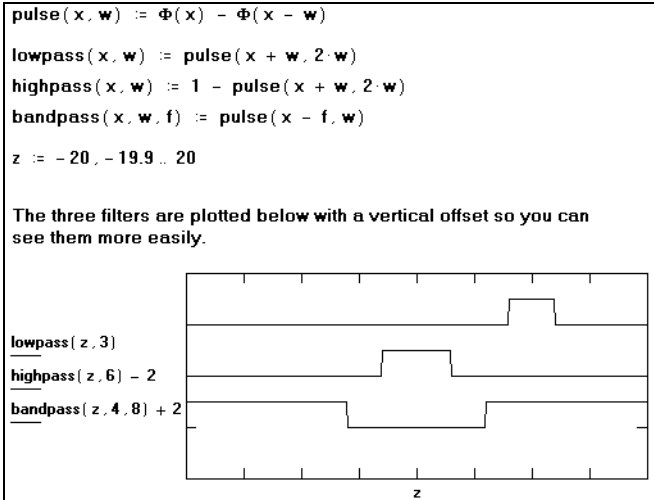 pulse(x, w) := Φ(x) − Φ(x − w)
lowpass(x, w) := pulse(x + w, 2·w)
highpass(x, w) := 1 − pulse(x + w, 2·w)
bandpass(x, w, f) := pulse(x − f, w)
z := −20, −19.9 .. 20
The three filters are plotted below with a vertical offset so you can
see them more easily.
lowpass(z, 3)
highpass(z, 6) − 2
bandpass(z, 4, 8) + 2
z